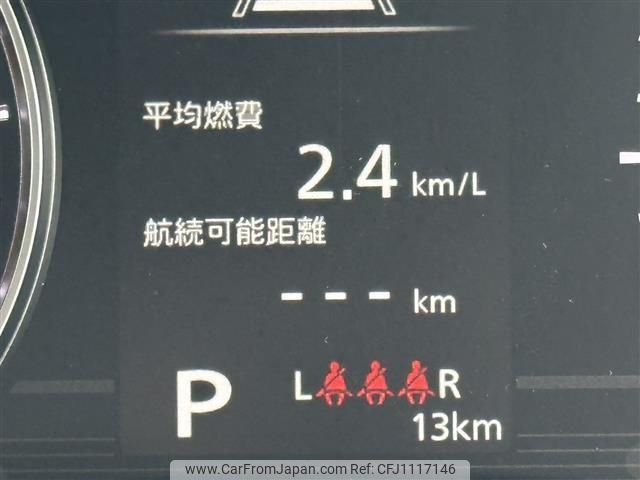 平均燃費
2.4 km/L
航続可能距離
--- km
P
L R
13km
www.CarFromJapan.com | Ref No. CFJ1117146